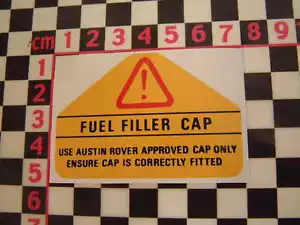 cm 1 2 3 4 5 6 7 8 9
1
2
3
4
5
6
!
FUEL FILLER CAP
USE AUSTIN ROVER APPROVED CAP ONLY
ENSURE CAP IS CORRECTLY FITTED